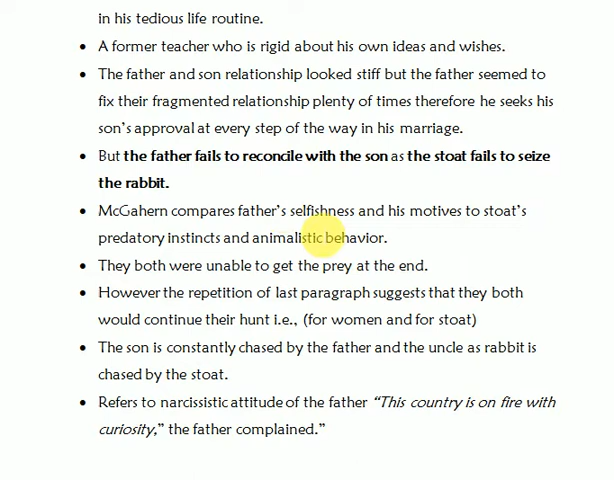 in his tedious life routine.
• A former teacher who is rigid about his own ideas and wishes.
• The father and son relationship looked stiff but the father seemed to
fix their fragmented relationship plenty of times therefore he seeks his
son's approval at every step of the way in his marriage.
• But the father fails to reconcile with the son as the stoat fails to seize
the rabbit.
• McGahern compares father's selfishness and his motives to stoat's
predatory instincts and animalistic behavior.
• They both were unable to get the prey at the end.
• However the repetition of last paragraph suggests that they both
would continue their hunt i.e., (for women and for stoat)
• The son is constantly chased by the father and the uncle as rabbit is
chased by the stoat.
• Refers to narcissistic attitude of the father “This country is on fire with
curiosity,” the father complained.”